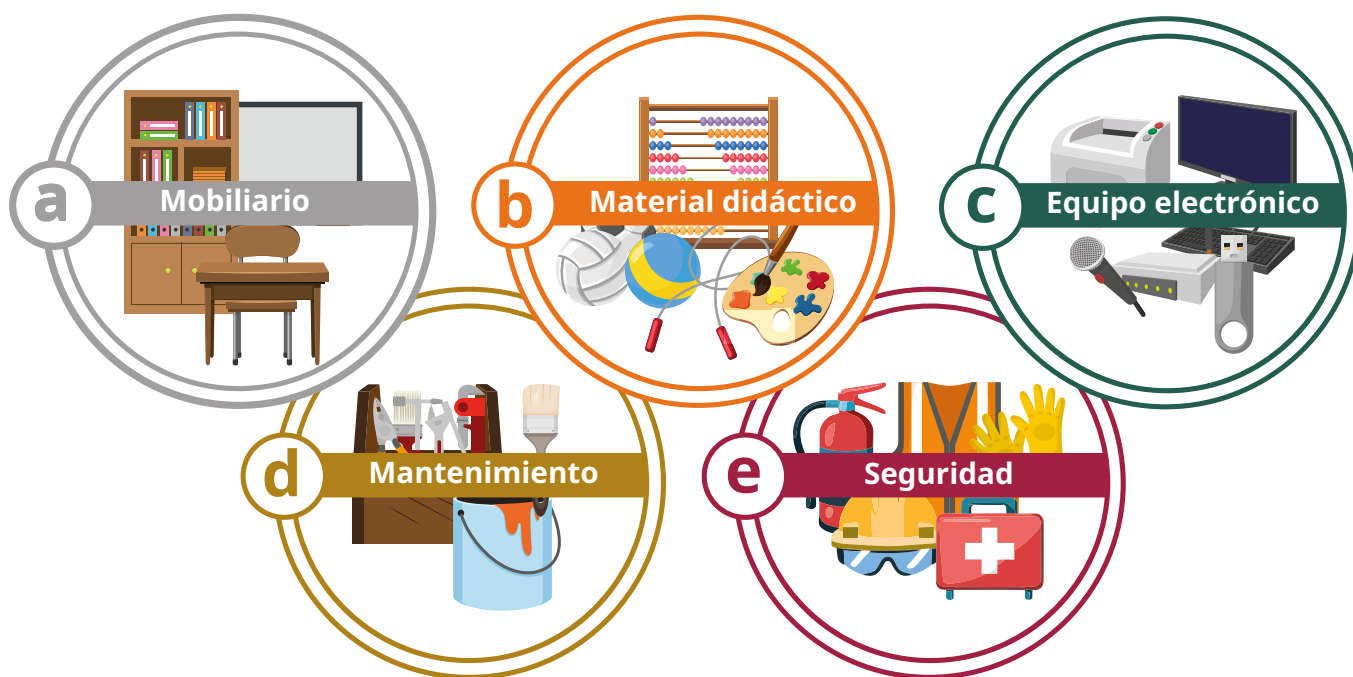 a Mobiliario
b Material didáctico
c Equipo electrónico
d Mantenimiento
e Seguridad